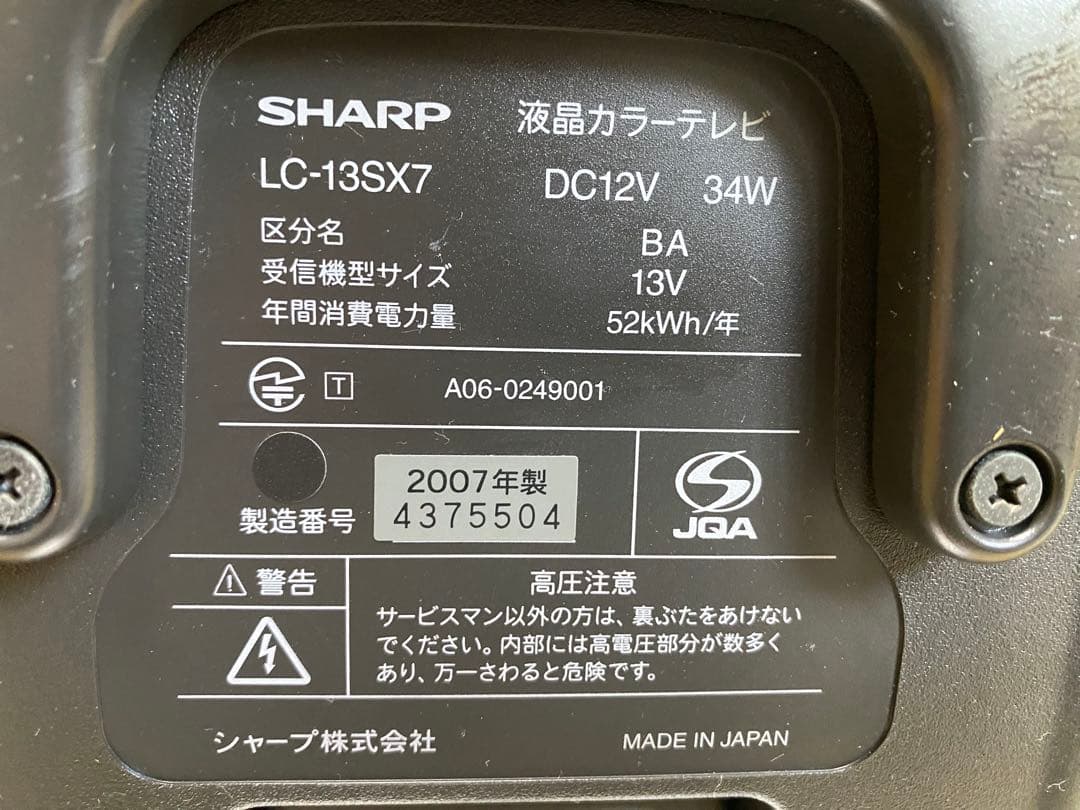 SHARP 液晶カラーテレビ
LC-13SX7 DC12V 34W
区分名 BA
受信機型サイズ 13V
年間消費電力量 52kWh/年
T A06-0249001
2007年製
製造番号 4375504
JQA
警告 高圧注意
サービスマン以外の方は、裏ぶたをあけない
でください。内部には高電圧部分が数多く
あり、万一さわると危険です。
シャープ株式会社 MADE IN JAPAN